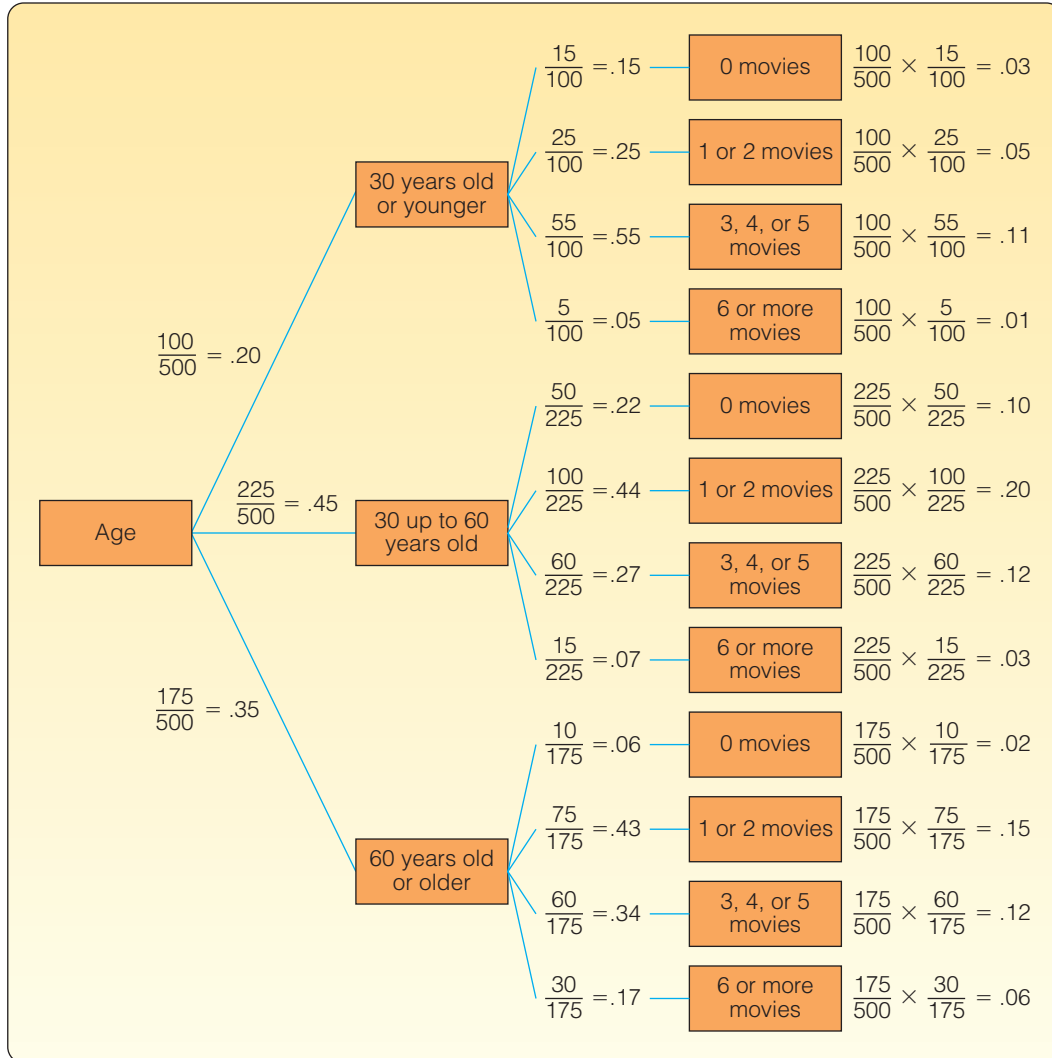 15/100 = .15
0 movies
100/500 × 15/100 = .03
25/100 = .25
1 or 2 movies
100/500 × 25/100 = .05
30 years old
or younger
55/100 = .55
3, 4, or 5
movies
100/500 × 55/100 = .11
5/100 = .05
6 or more
movies
100/500 × 5/100 = .01
100/500 = .20
50/225 = .22
0 movies
225/500 × 50/225 = .10
Age
225/500 = .45
30 up to 60
years old
100/225 = .44
1 or 2 movies
225/500 × 100/225 = .20
60/225 = .27
3, 4, or 5
movies
225/500 × 60/225 = .12
15/225 = .07
6 or more
movies
225/500 × 15/225 = .03
175/500 = .35
10/175 = .06
0 movies
175/500 × 10/175 = .02
75/175 = .43
1 or 2 movies
175/500 × 75/175 = .15
60 years old
or older
60/175 = .34
3, 4, or 5
movies
175/500 × 60/175 = .12
30/175 = .17
6 or more
movies
175/500 × 30/175 = .06